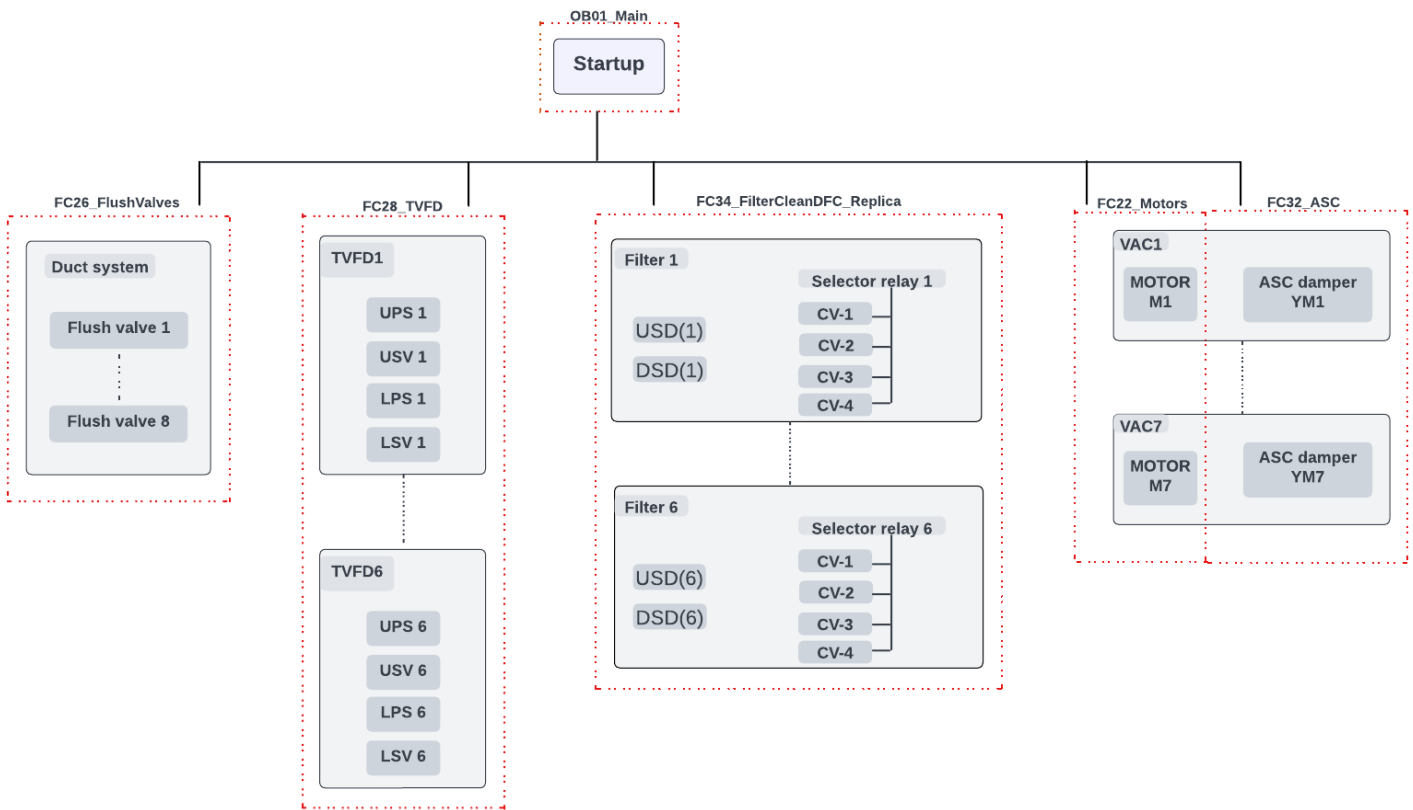 OB01_Main
Startup
FC26_FlushValves
Duct system
Flush valve 1
Flush valve 8
FC28_TVFD
TVFD1
UPS 1
USV 1
LPS 1
LSV 1
TVFD6
UPS 6
USV 6
LPS 6
LSV 6
FC34_FilterCleanDFC_Replica
Filter 1
USD(1)
DSD(1)
Selector relay 1
CV-1
CV-2
CV-3
CV-4
Filter 6
USD(6)
DSD(6)
Selector relay 6
CV-1
CV-2
CV-3
CV-4
FC22_Motors
FC32_ASC
VAC1
MOTOR
M1
ASC damper
YM1
VAC7
MOTOR
M7
ASC damper
YM7